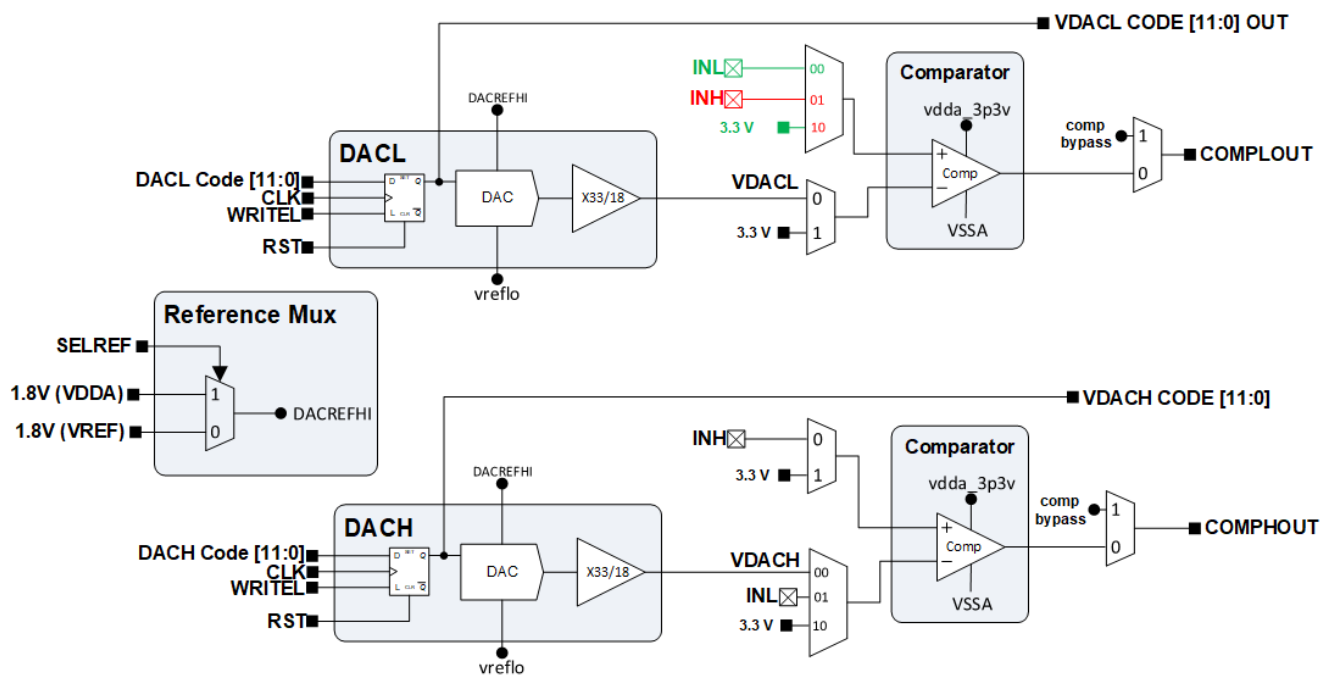 VDACL CODE [11:0] OUT
INL
00
Comparator
DACREFHI
INH
01
vdda_3p3v
3.3 V
10
comp
bypass
1
DACL
COMPLOUT
0
+
Comp
−
DACL Code [11:0]
D
SET
Q
CLK
WRITEL
L
CLR
Q
DAC
X33/18
VDACL
0
3.3 V
1
VSSA
RST
vreflo
Reference Mux
SELREF
1.8V (VDDA)
1
DACREFHI
1.8V (VREF)
0
VDACH CODE [11:0]
INH
0
Comparator
DACREFHI
3.3 V
1
vdda_3p3v
comp
bypass
1
DACH
COMPHOUT
0
+
Comp
−
DACH Code [11:0]
D
SET
Q
CLK
WRITEL
L
CLR
Q
DAC
X33/18
VDACH
00
INL
01
3.3 V
10
VSSA
RST
vreflo